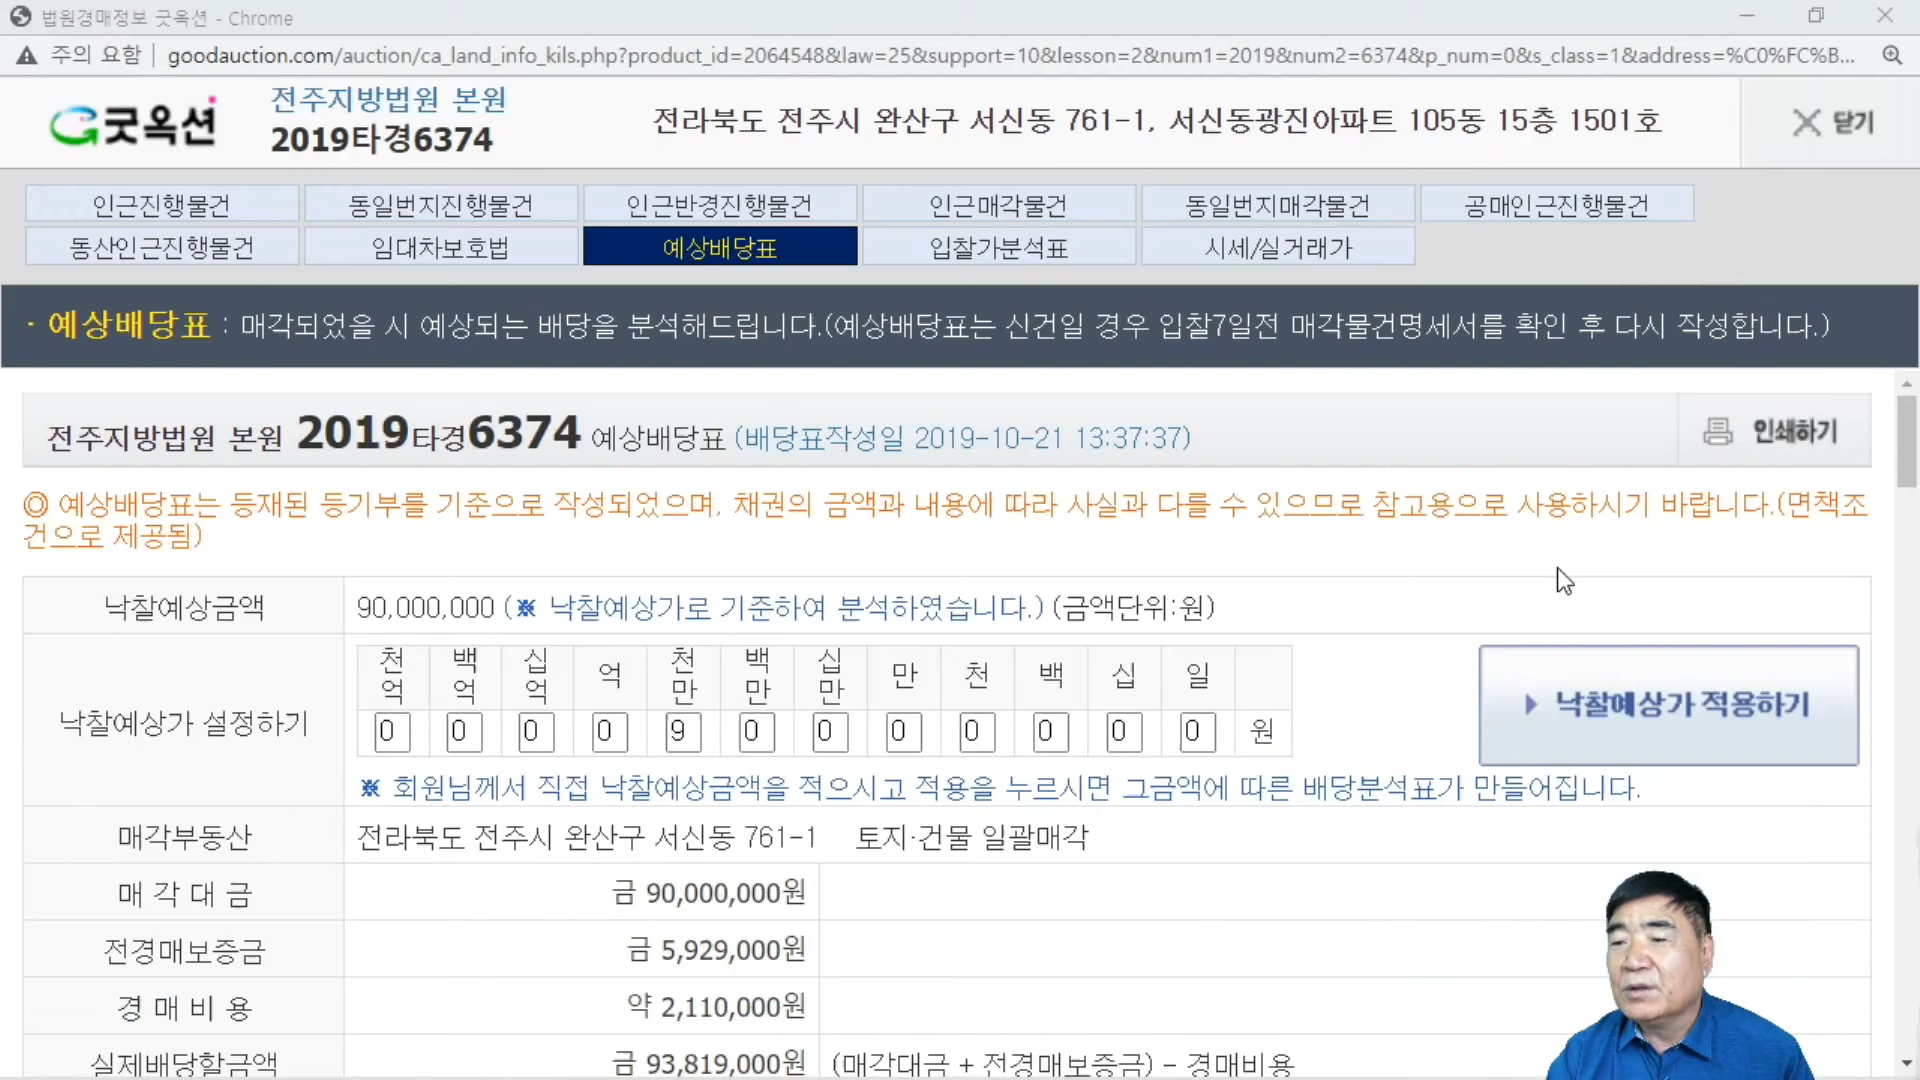 법원경매정보 굿옥션 - Chrome
주의 요함 | goodauction.com/auction/ca_land_info_kils.php?product_id=2064548&law=25&support=10&lesson=2&num1=2019&num2=6374&p_num=0&s_class=1&address=%C0%FC%B...
굿옥션
전주지방법원 본원
2019타경6374
전라북도 전주시 완산구 서신동 761-1, 서신동광진아파트 105동 15층 1501호
닫기
인근진행물건 동일번지진행물건 인근반경진행물건 인근매각물건 동일번지매각물건 공매인근진행물건
동산인근진행물건 임대차보호법 예상배당표 입찰가분석표 시세/실거래가
· 예상배당표 : 매각되었을 시 예상되는 배당을 분석해드립니다.(예상배당표는 신건일 경우 입찰7일전 매각물건명세서를 확인 후 다시 작성합니다.)
전주지방법원 본원 2019타경6374 예상배당표 (배당표작성일 2019-10-21 13:37:37)
인쇄하기
◎ 예상배당표는 등재된 등기부를 기준으로 작성되었으며, 채권의 금액과 내용에 따라 사실과 다를 수 있으므로 참고용으로 사용하시기 바랍니다.(면책조
건으로 제공됨)
낙찰예상금액 90,000,000 (※ 낙찰예상가로 기준하여 분석하였습니다.) (금액단위:원)
낙찰예상가 설정하기
천억 백억 십억 억 천만 백만 십만 만 천 백 십 일
0 0 0 0 9 0 0 0 0 0 0 0 원
낙찰예상가 적용하기
※ 회원님께서 직접 낙찰예상금액을 적으시고 적용을 누르시면 그금액에 따른 배당분석표가 만들어집니다.
매각부동산 전라북도 전주시 완산구 서신동 761-1 토지·건물 일괄매각
매 각 대 금 금 90,000,000원
전경매보증금 금 5,929,000원
경 매 비 용 약 2,110,000원
실제배당할금액 금 93,819,000원 (매각대금 + 전경매보증금) - 경매비용